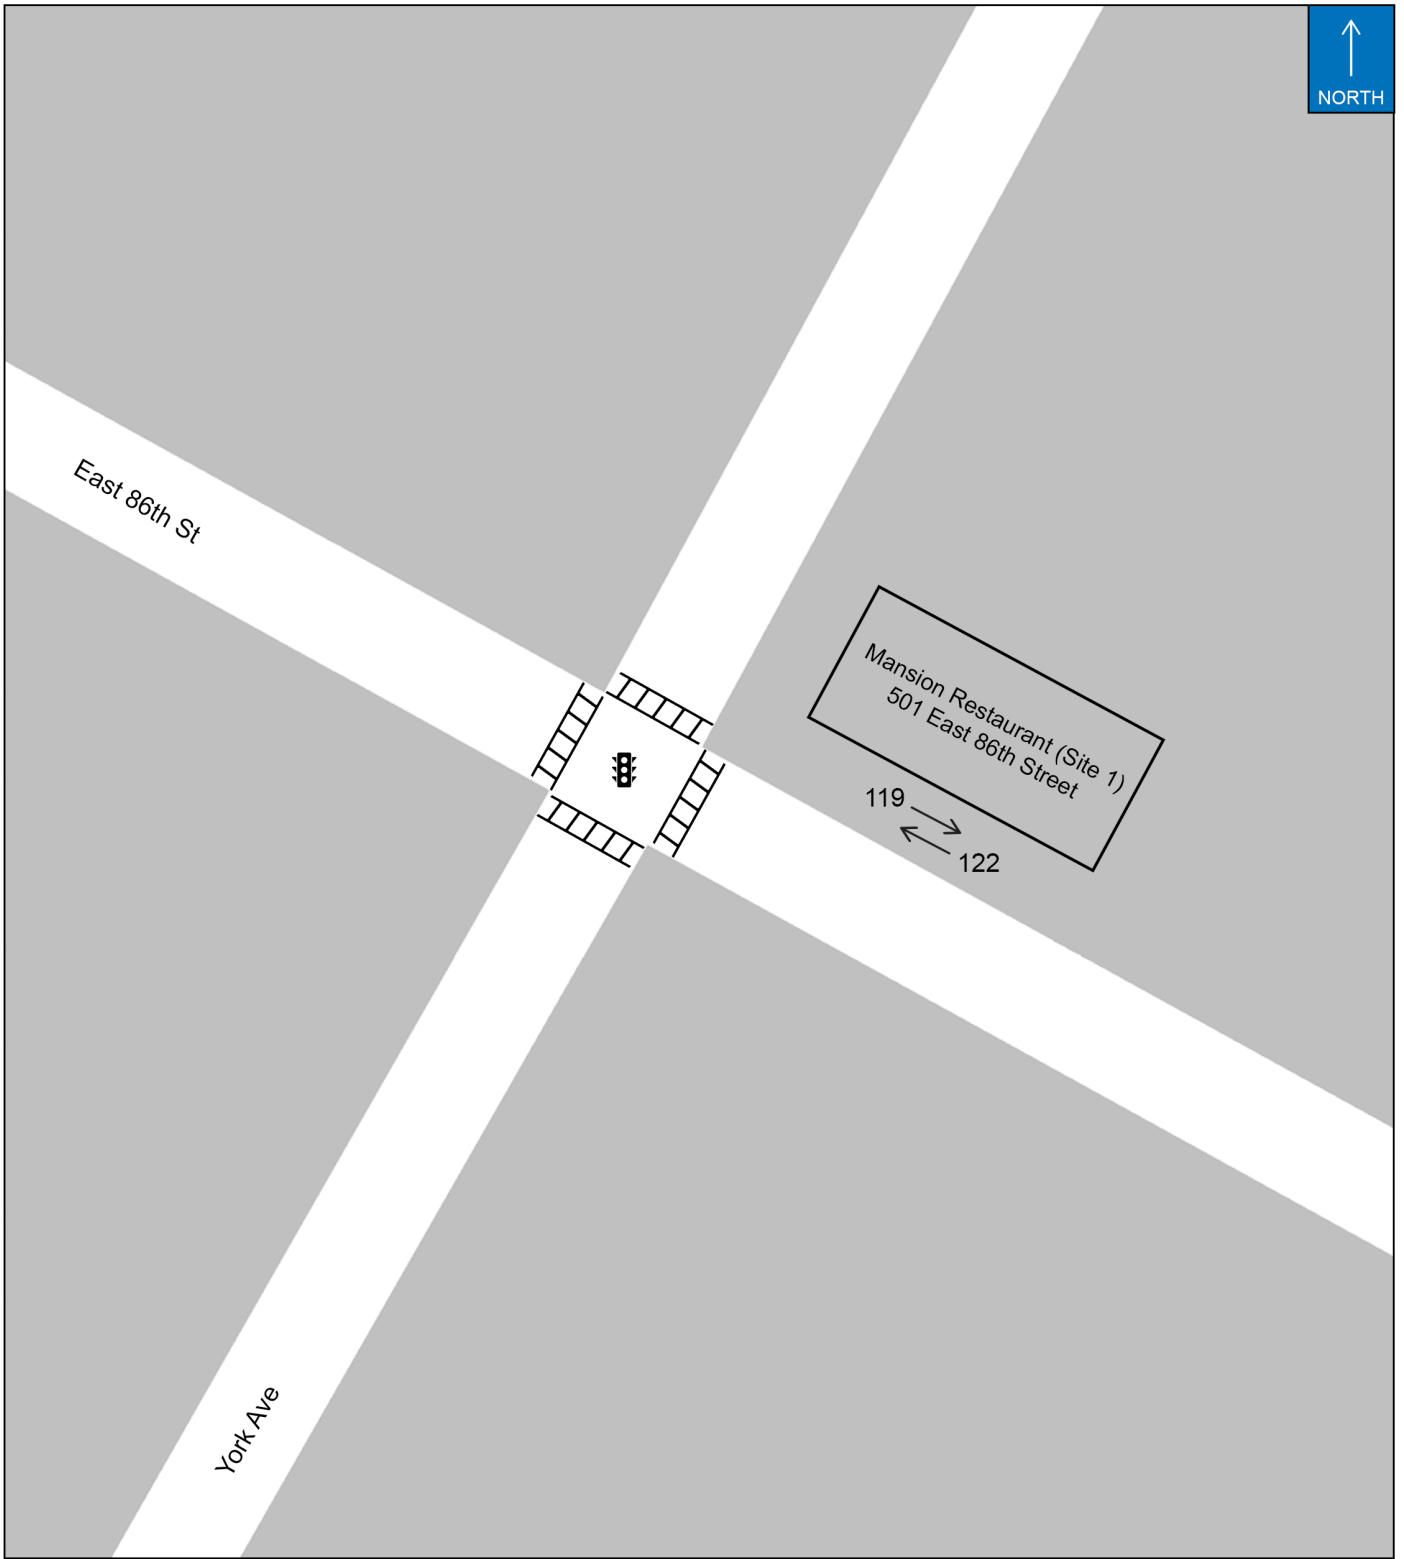 NORTH
East 86th St
Mansion Restaurant (Site 1)
501 East 86th Street
119
122
York Ave